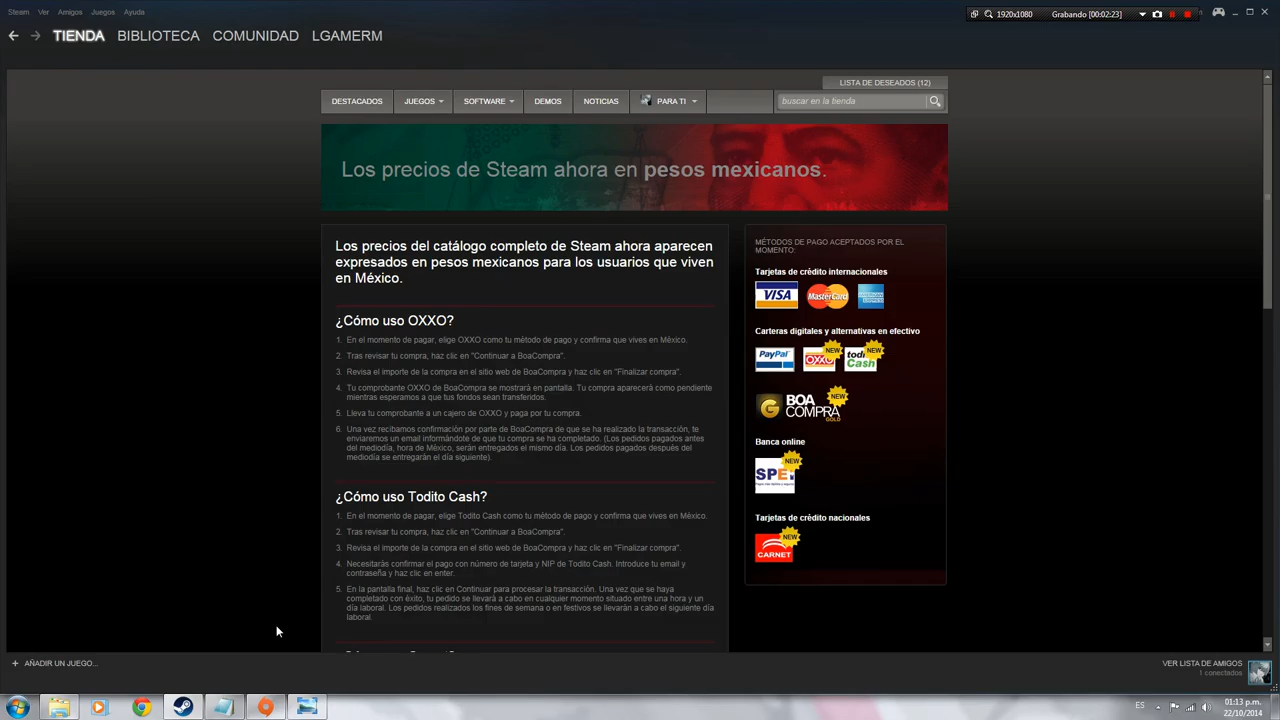 Steam Ver Amigos Juegos Ayuda
1920x1080 Grabando [00:02:23]
TIENDA BIBLIOTECA COMUNIDAD LGAMERM
LISTA DE DESEADOS (12)
DESTACADOS JUEGOS SOFTWARE DEMOS NOTICIAS PARA TI buscar en la tienda
Los precios de Steam ahora en pesos mexicanos.
Los precios del catálogo completo de Steam ahora aparecen
expresados en pesos mexicanos para los usuarios que viven
en México.
¿Cómo uso OXXO?
1. En el momento de pagar, elige OXXO como tu método de pago y confirma que vives en México.
2. Tras revisar tu compra, haz clic en "Continuar a BoaCompra".
3. Revisa el importe de la compra en el sitio web de BoaCompra y haz clic en "Finalizar compra".
4. Tu comprobante OXXO de BoaCompra se mostrará en pantalla. Tu compra aparecerá como pendiente
mientras esperamos a que tus fondos sean transferidos.
5. Lleva tu comprobante a un cajero de OXXO y paga por tu compra.
6. Una vez recibamos confirmación por parte de BoaCompra de que se ha realizado la transacción, te
enviaremos un email informándote de que tu compra se ha completado. (Los pedidos pagados antes
del mediodía, hora de México, serán entregados el mismo día. Los pedidos pagados después del
mediodía se entregarán el día siguiente).
¿Cómo uso Todito Cash?
1. En el momento de pagar, elige Todito Cash como tu método de pago y confirma que vives en México.
2. Tras revisar tu compra, haz clic en "Continuar a BoaCompra".
3. Revisa el importe de la compra en el sitio web de BoaCompra y haz clic en "Finalizar compra".
4. Necesitarás confirmar el pago con número de tarjeta y NIP de Todito Cash. Introduce tu email y
contraseña y haz clic en enter.
5. En la pantalla final, haz clic en Continuar para procesar la transacción. Una vez que se haya
completado con éxito, tu pedido se llevará a cabo en cualquier momento situado entre una hora y un
día laboral. Los pedidos realizados los fines de semana o en festivos se llevarán a cabo el siguiente día
laboral.
MÉTODOS DE PAGO ACEPTADOS POR EL
MOMENTO:
Tarjetas de crédito internacionales
VISA MasterCard AMERICAN EXPRESS
Carteras digitales y alternativas en efectivo
NEW NEW
PayPal OXXO todi Cash
NEW
BOA
COMPRA
GOLD
Banca online
NEW
SPEI
Tarjetas de crédito nacionales
NEW
CARNET
+ AÑADIR UN JUEGO...
VER LISTA DE AMIGOS
1 conectados
ES
01:13 p.m.
22/10/2014